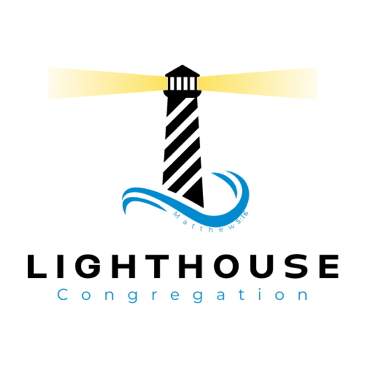 Matthew 5:16
LIGHTHOUSE
Congregation